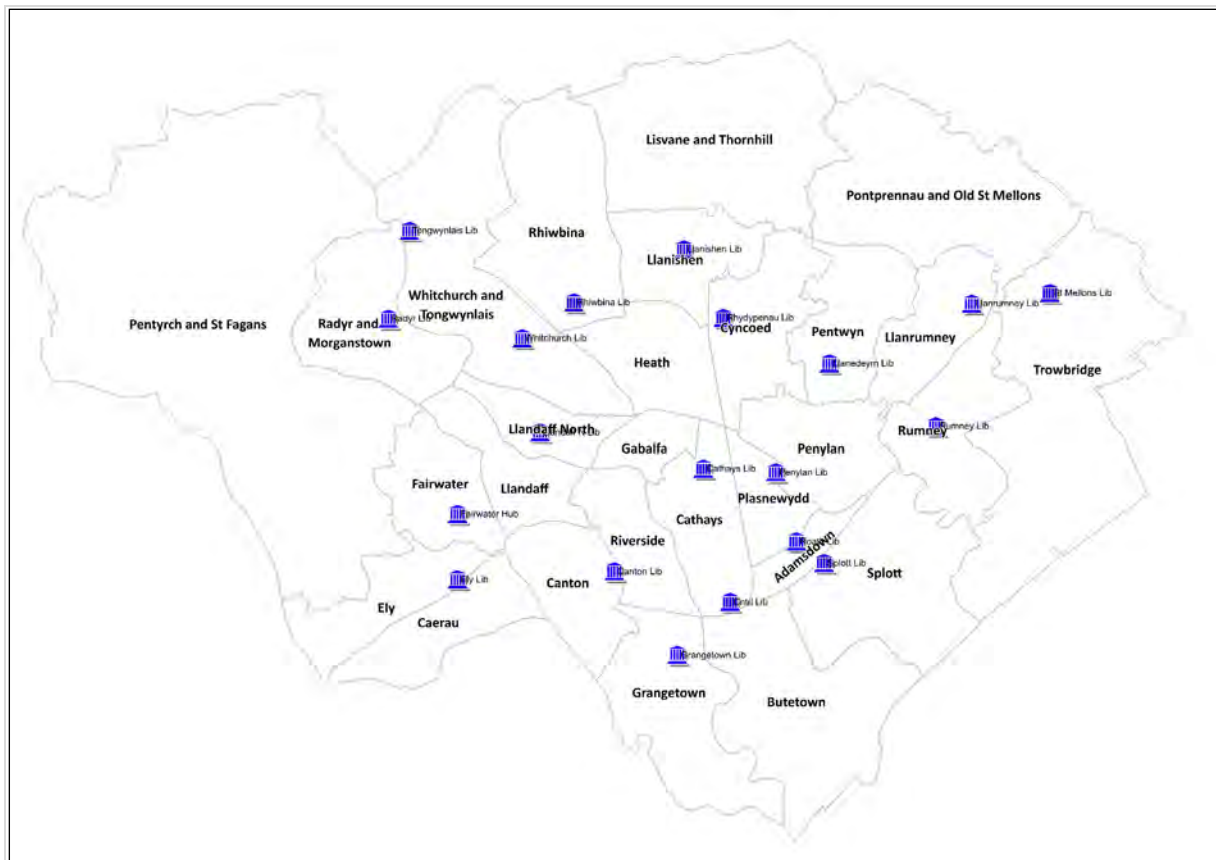 Lisvane and Thornhill
Pontprennau and Old St Mellons
Tongwynlais Lib
Rhiwbina
Llanishen Lib
Llanishen
St Mellons Lib
Whitchurch and
Tongwynlais
Rhiwbina Lib
Llanrumney Lib
Pentyrch and St Fagans
Radyr Lib
Radyr and
Morganstown
Rhydypenau Lib
Cyncoed
Pentwyn
Llanrumney
Whitchurch Lib
Heath
Llanedeyrn Lib
Trowbridge
Llandaff North
Rumney Lib
Rumney
Gabalfa
Penylan
Cathays Lib
Penylan Lib
Fairwater
Llandaff
Plasnewydd
Fairwater Hub
Cathays
Riverside
Adamsdown
Splott Lib
Splott
Ely Lib
Canton
Canton Lib
Ely
Caerau
Cntrl Lib
Grangetown Lib
Grangetown
Butetown